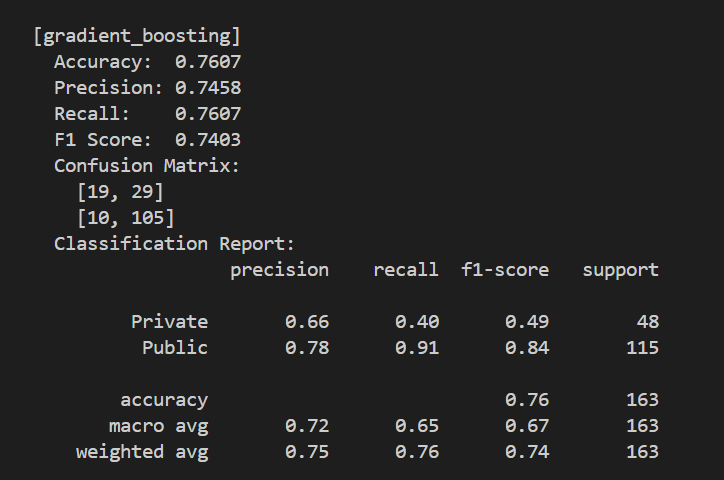 [gradient_boosting]
Accuracy: 0.7607
Precision: 0.7458
Recall: 0.7607
F1 Score: 0.7403
Confusion Matrix:
[19, 29]
[10, 105]
Classification Report:
precision recall f1-score support
Private 0.66 0.40 0.49 48
Public 0.78 0.91 0.84 115
accuracy 0.76 163
macro avg 0.72 0.65 0.67 163
weighted avg 0.75 0.76 0.74 163